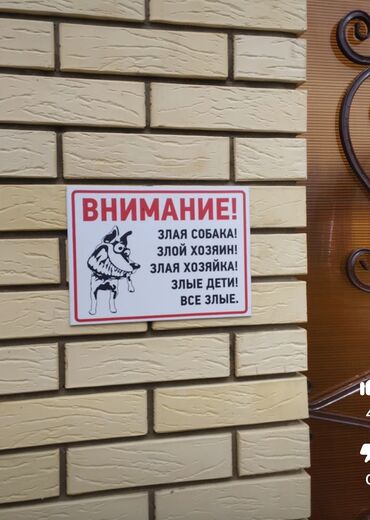 ВНИМАНИЕ!
ЗЛАЯ СОБАКА!
ЗЛОЙ ХОЗЯИН!
ЗЛАЯ ХОЗЯЙКА!
ЗЛЫЕ ДЕТИ!
ВСЕ ЗЛЫЕ.